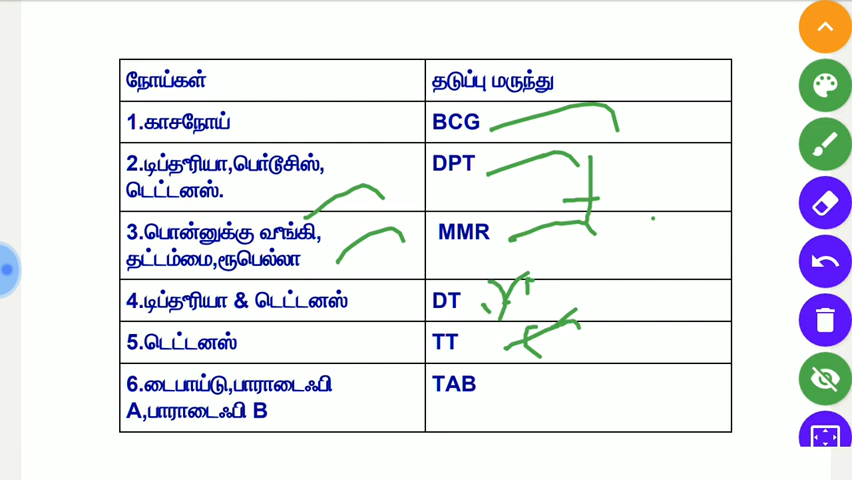 நோய்கள்
தடுப்பு மருந்து
1.காசநோய்
BCG
2.டிப்தூரியா,பெர்டூசிஸ்,
டெட்டனஸ்.
DPT
3.பொன்னுக்கு வீங்கி,
தட்டம்மை,ரூபெல்லா
MMR
4.டிப்தூரியா & டெட்டனஸ்
DT
5.டெட்டனஸ்
TT
6.டைபாய்டு,பாராடைஃபி
A,பாராடைஃபி B
TAB